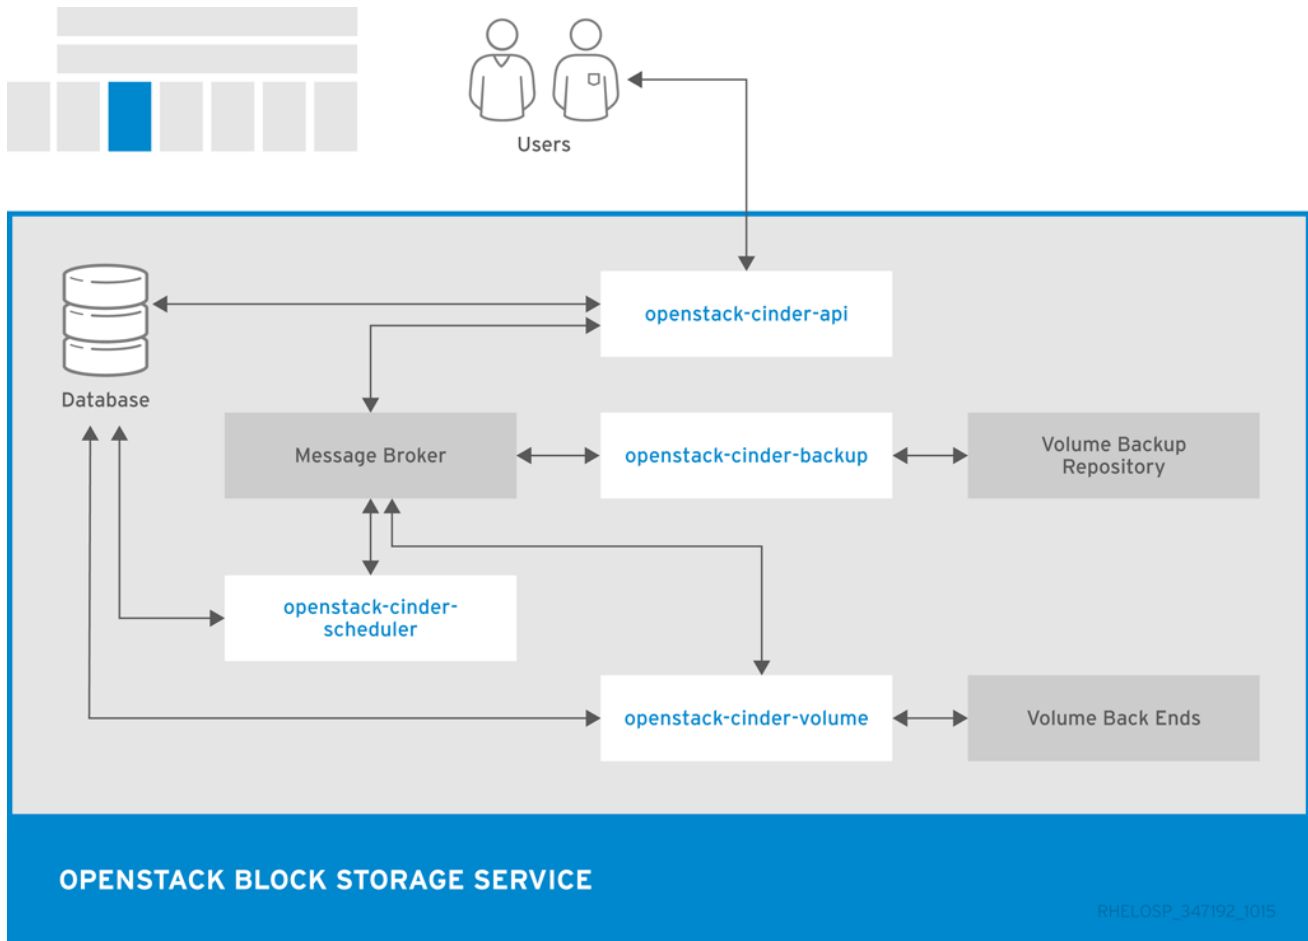 Users
openstack-cinder-api
Database
Message Broker
openstack-cinder-backup
Volume Backup
Repository
openstack-cinder-
scheduler
openstack-cinder-volume
Volume Back Ends
OPENSTACK BLOCK STORAGE SERVICE
RHELOSP_347192_1015